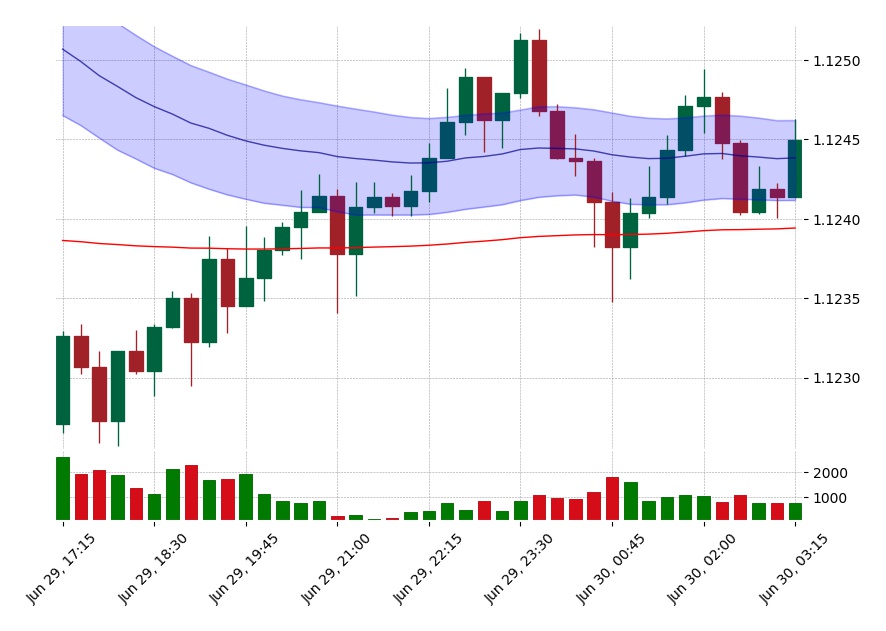 1.1250
1.1245
1.1240
1.1235
1.1230
2000
1000
Jun 29, 17:15
Jun 29, 18:30
Jun 29, 19:45
Jun 29, 21:00
Jun 29, 22:15
Jun 29, 23:30
Jun 30, 00:45
Jun 30, 02:00
Jun 30, 03:15